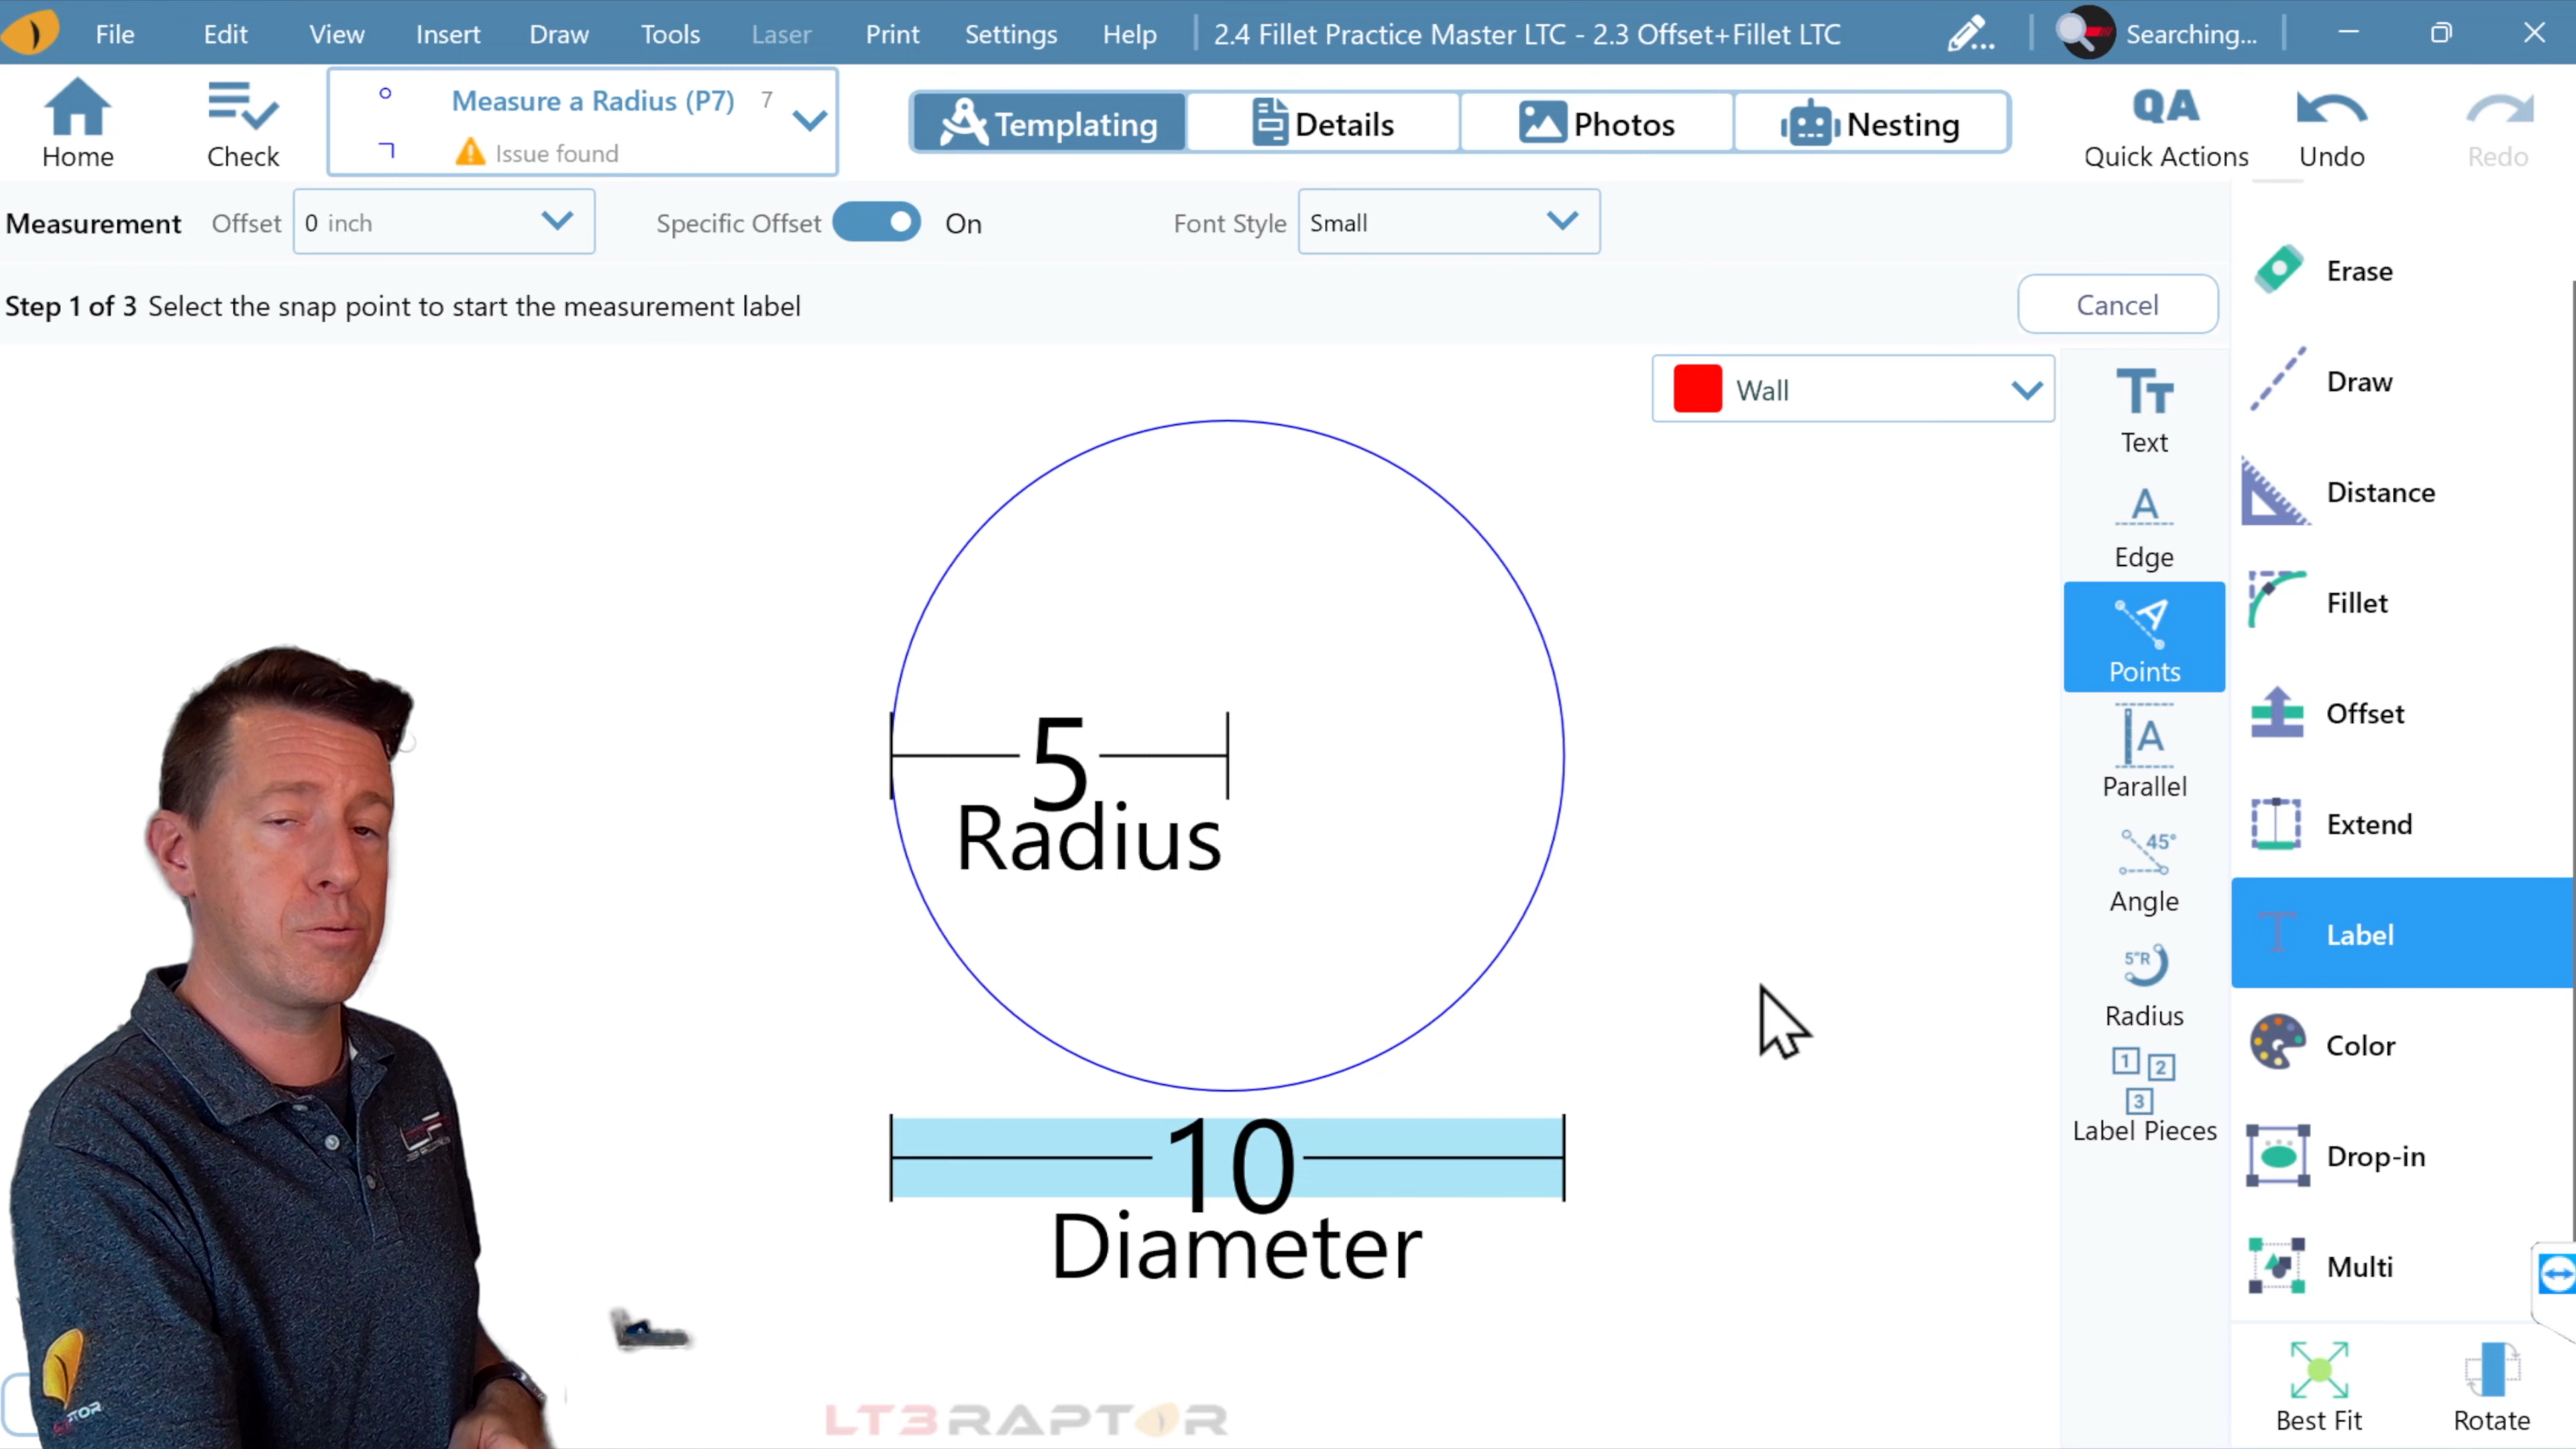 File Edit View Insert Draw Tools Laser Print Settings Help 2.4 Fillet Practice Master LTC - 2.3 Offset+Fillet LTC Searching...
Home Check Measure a Radius (P7) 7 Issue found Templating Details Photos Nesting QA Quick Actions Undo Redo
Measurement Offset 0 inch Specific Offset On Font Style Small
Step 1 of 3 Select the snap point to start the measurement label Cancel
Wall
5
Radius
10
Diameter
LT3RAPTOR
Text
Edge
Points
Parallel
45°
Angle
5"R
Radius
1 2
3
Label Pieces
Erase
Draw
Distance
Fillet
Offset
Extend
Label
Color
Drop-in
Multi
Best Fit Rotate